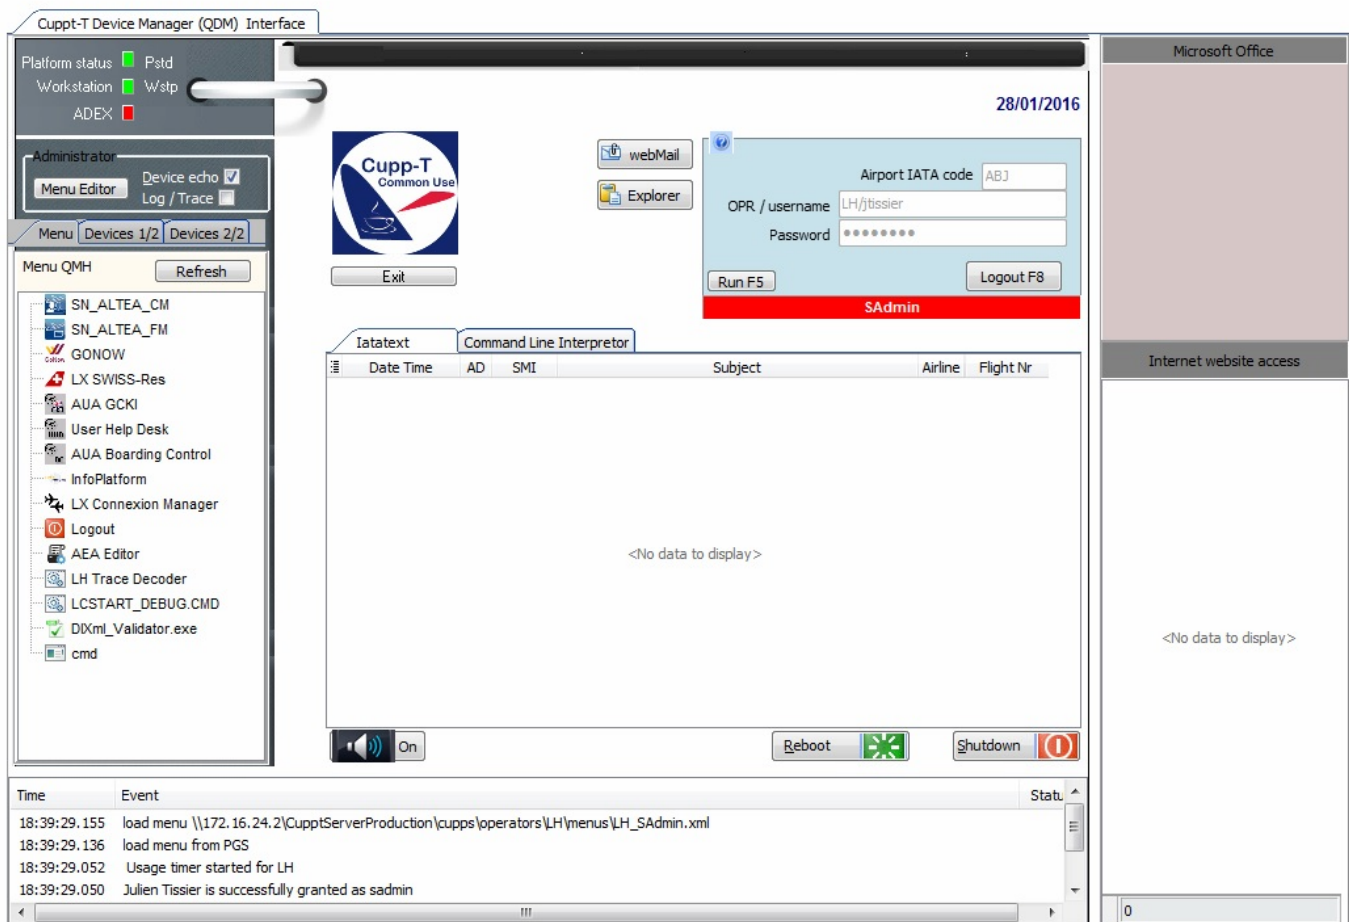 Cuppt-T Device Manager (QDM) Interface
Platform status Pstd
Workstation Wstp
ADEX
Administrator
Menu Editor
Device echo
Log / Trace
Menu Devices 1/2 Devices 2/2
Menu QMH Refresh
SN_ALTEA_CM
SN_ALTEA_FM
GONOW
LX SWISS-Res
AUA GCKI
User Help Desk
AUA Boarding Control
InfoPlatform
LX Connexion Manager
Logout
AEA Editor
LH Trace Decoder
LCSTART_DEBUG.CMD
DIXml_Validator.exe
cmd
28/01/2016
Cupp-T
Common Use
Exit
webMail
Explorer
Airport IATA code ABJ
OPR / username LH/jtissier
Password ••••••••
Run F5 Logout F8
SAdmin
Iatatext Command Line Interpretor
Date Time AD SMI Subject Airline Flight Nr
<No data to display>
On Reboot Shutdown
Microsoft Office
Internet website access
<No data to display>
0
Time Event Statu
18:39:29.155 load menu \\172.16.24.2\CupptServerProduction\cupps\operators\LH\menus\LH_SAdmin.xml
18:39:29.136 load menu from PGS
18:39:29.052 Usage timer started for LH
18:39:29.050 Julien Tissier is successfully granted as sadmin